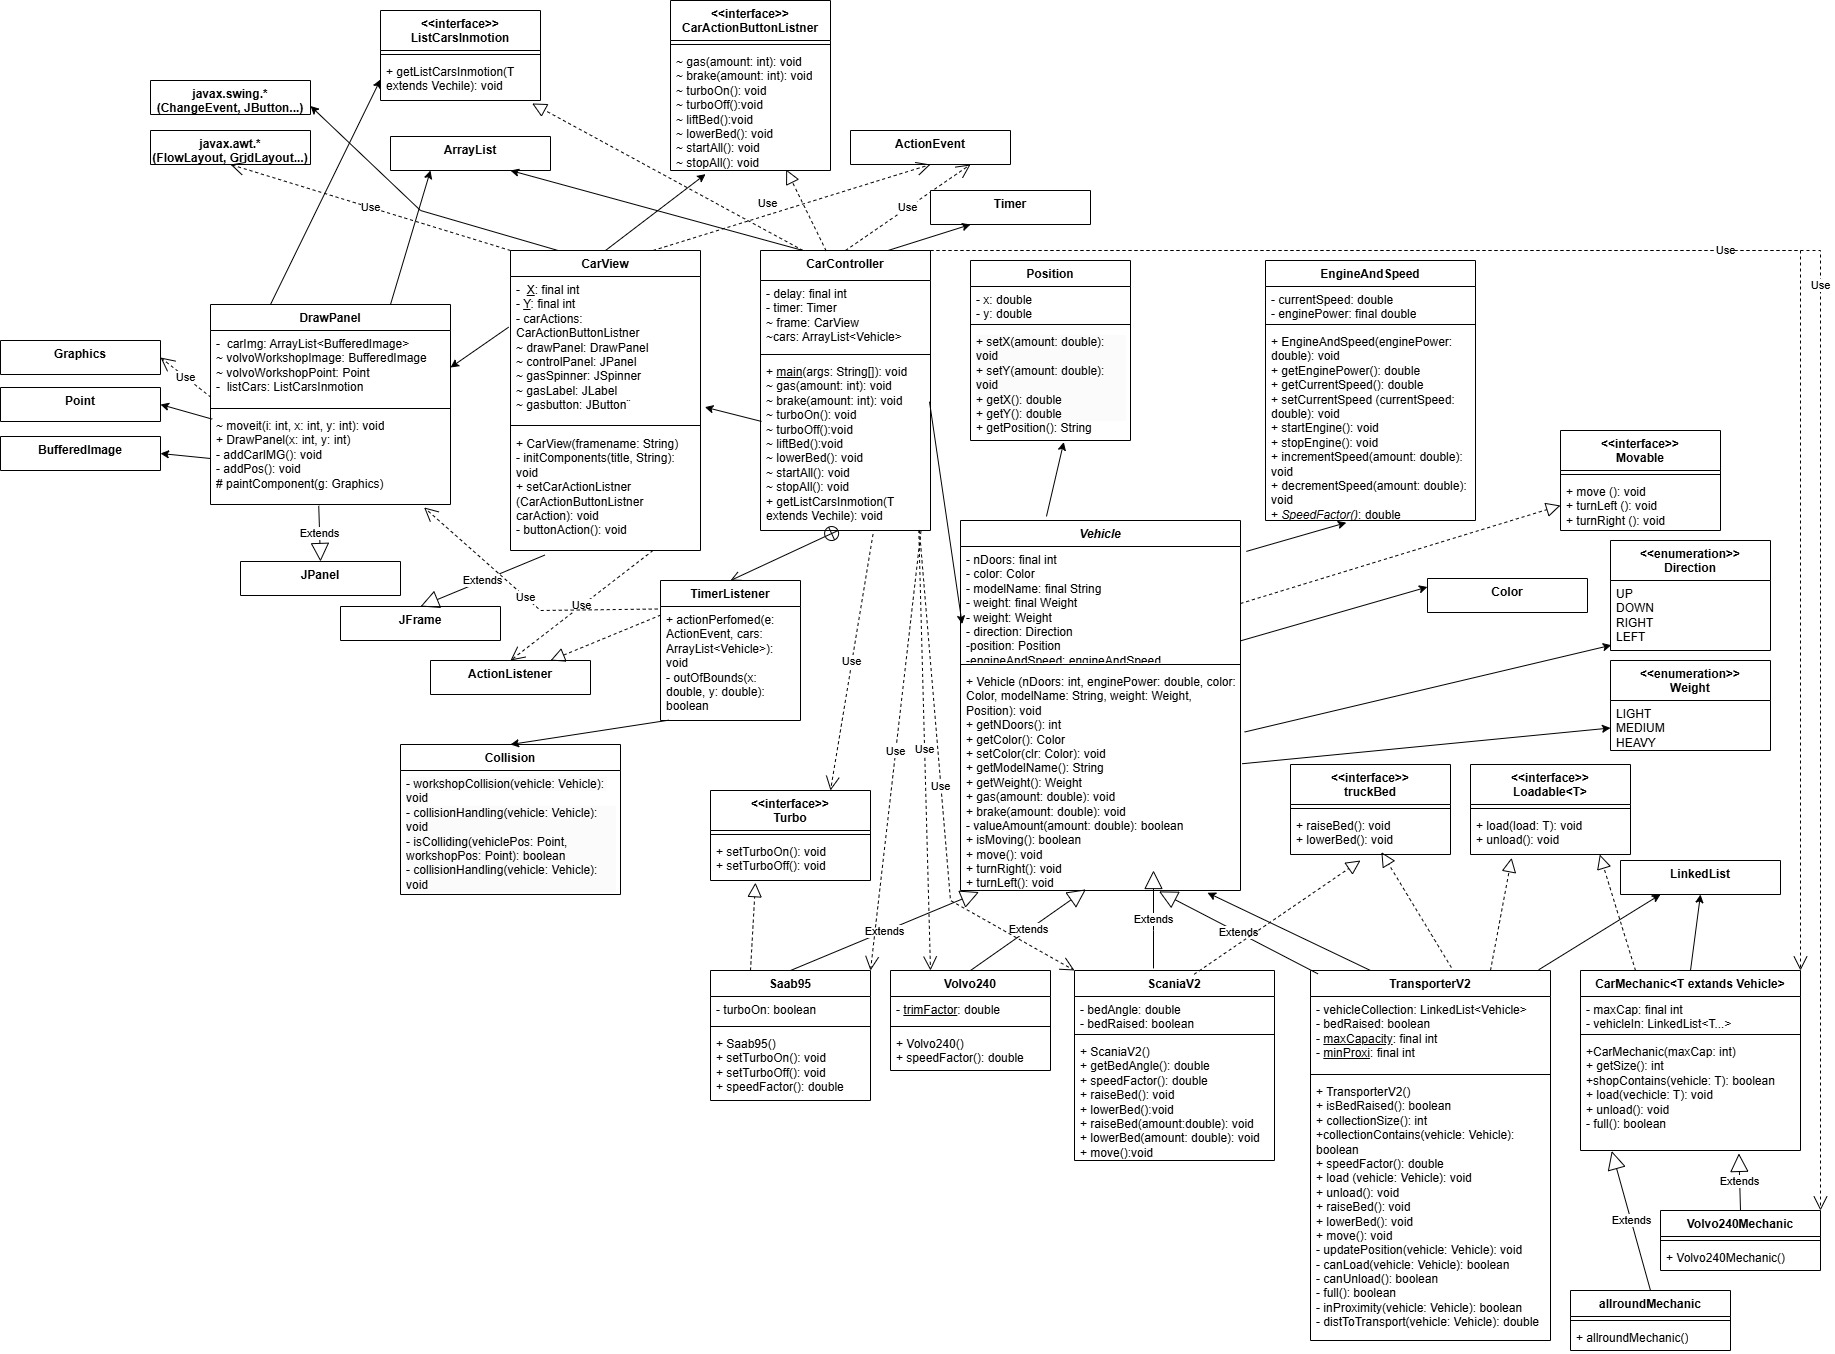 <<interface>>
ListCarsInmotion
+ getListCarsInmotion(T
extends Vechile): void
<<interface>>
CarActionButtonListner
~ gas(amount: int): void
~ brake(amount: int): void
~ turboOn(): void
~ turboOff():void
~ liftBed():void
~ lowerBed(): void
~ startAll(): void
~ stopAll(): void
javax.swing.*
(ChangeEvent, JButton...)
javax.awt.*
(FlowLayout, GrjdLayout...)
ArrayList
ActionEvent
Timer
Use
Use
Use
Use
Use
CarView
- X: final int
- Y: final int
- carActions:
CarActionButtonListner
~ drawPanel: DrawPanel
~ controlPanel: JPanel
~ gasSpinner: JSpinner
~ gasLabel: JLabel
~ gasbutton: JButton¨
+ CarView(framename: String)
- initComponents(title, String):
void
+ setCarActionListner
(CarActionButtonListner
carAction): void
- buttonAction(): void
CarController
- delay: final int
- timer: Timer
~ frame: CarView
~cars: ArrayList<Vehicle>
+ main(args: String[]): void
~ gas(amount: int): void
~ brake(amount: int): void
~ turboOn(): void
~ turboOff():void
~ liftBed():void
~ lowerBed(): void
~ startAll(): void
~ stopAll(): void
+ getListCarsInmotion(T
extends Vechile): void
Position
- x: double
- y: double
+ setX(amount: double):
void
+ setY(amount: double):
void
+ getX(): double
+ getY(): double
+ getPosition(): String
EngineAndSpeed
- currentSpeed: double
- enginePower: final double
+ EngineAndSpeed(enginePower:
double): void
+ getEnginePower(): double
+ getCurrentSpeed(): double
+ setCurrentSpeed (currentSpeed:
double): void
+ startEngine(): void
+ stopEngine(): void
+ incrementSpeed(amount: double):
void
+ decrementSpeed(amount: double):
void
+ SpeedFactor(): double
DrawPanel
- carImg: ArrayList<BufferedImage>
~ volvoWorkshopImage: BufferedImage
~ volvoWorkshopPoint: Point
- listCars: ListCarsInmotion
~ moveit(i: int, x: int, y: int): void
+ DrawPanel(x: int, y: int)
- addCarIMG(): void
- addPos(): void
# paintComponent(g: Graphics)
Graphics
Use
Point
BufferedImage
<<interface>>
Movable
+ move (): void
+ turnLeft (): void
+ turnRight (): void
Extends
JPanel
Extends
JFrame
Use
Use
ActionListener
TimerListener
+ actionPerfomed(e:
ActionEvent, cars:
ArrayList<Vehicle>):
void
- outOfBounds(x:
double, y: double):
boolean
Vehicle
- nDoors: final int
- color: Color
- modelName: final String
- weight: final Weight
- weight: Weight
- direction: Direction
-position: Position
-engineAndSpeed: engineAndSpeed
+ Vehicle (nDoors: int, enginePower: double, color:
Color, modelName: String, weight: Weight,
Position): void
+ getNDoors(): int
+ getColor(): Color
+ setColor(clr: Color): void
+ getModelName(): String
+ getWeight(): Weight
+ gas(amount: double): void
+ brake(amount: double): void
- valueAmount(amount: double): boolean
+ isMoving(): boolean
+ move(): void
+ turnRight(): void
+ turnLeft(): void
Color
<<enumeration>>
Direction
UP
DOWN
RIGHT
LEFT
<<enumeration>>
Weight
LIGHT
MEDIUM
HEAVY
Collision
- workshopCollision(vehicle: Vehicle):
void
- collisionHandling(vehicle: Vehicle):
void
- isColliding(vehiclePos: Point,
workshopPos: Point): boolean
- collisionHandling(vehicle: Vehicle):
void
Use
Use
Use
Use
<<interface>>
Turbo
+ setTurboOn(): void
+ setTurboOff(): void
<<interface>>
truckBed
+ raiseBed(): void
+ lowerBed(): void
<<interface>>
Loadable<T>
+ load(load: T): void
+ unload(): void
LinkedList
Extends
Extends
Extends
Extends
Saab95
- turboOn: boolean
+ Saab95()
+ setTurboOn(): void
+ setTurboOff(): void
+ speedFactor(): double
Volvo240
- trimFactor: double
+ Volvo240()
+ speedFactor(): double
ScaniaV2
- bedAngle: double
- bedRaised: boolean
+ ScaniaV2()
+ getBedAngle(): double
+ speedFactor(): double
+ raiseBed(): void
+ lowerBed():void
+ raiseBed(amount:double): void
+ lowerBed(amount: double): void
+ move():void
TransporterV2
- vehicleCollection: LinkedList<Vehicle>
- bedRaised: boolean
- maxCapacity: final int
- minProxi: final int
+ TransporterV2()
+ isBedRaised(): boolean
+ collectionSize(): int
+collectionContains(vehicle: Vehicle):
boolean
+ speedFactor(): double
+ load (vehicle: Vehicle): void
+ unload(): void
+ raiseBed(): void
+ lowerBed(): void
+ move(): void
- updatePosition(vehicle: Vehicle): void
- canLoad(vehicle: Vehicle): boolean
- canUnload(): boolean
- full(): boolean
- inProximity(vehicle: Vehicle): boolean
- distToTransport(vehicle: Vehicle): double
CarMechanic<T extends Vehicle>
- maxCap: final int
- vehicleIn: LinkedList<T...>
+CarMechanic(maxCap: int)
+ getSize(): int
+shopContains(vehicle: T): boolean
+ load(vechicle: T): void
+ unload(): void
- full(): boolean
Extends
Extends
Volvo240Mechanic
+ Volvo240Mechanic()
allroundMechanic
+ allroundMechanic()